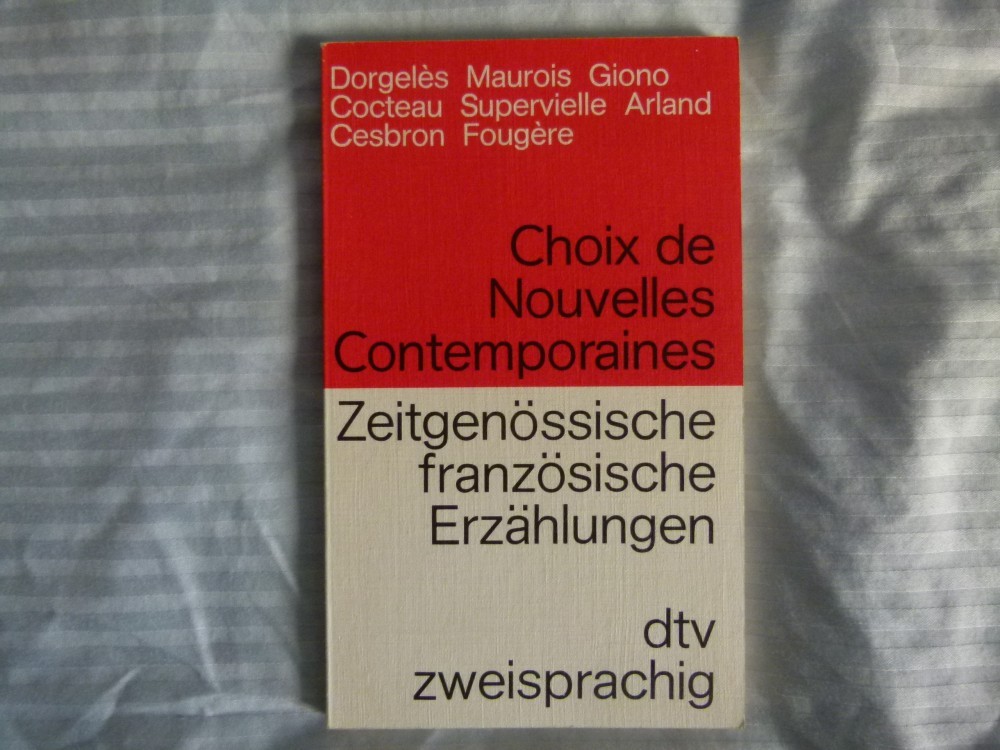 Dorgelès Maurois Giono
Cocteau Supervielle Arland
Cesbron Fougère
Choix de
Nouvelles
Contemporaines
Zeitgenössische
französische
Erzählungen
dtv
zweisprachig